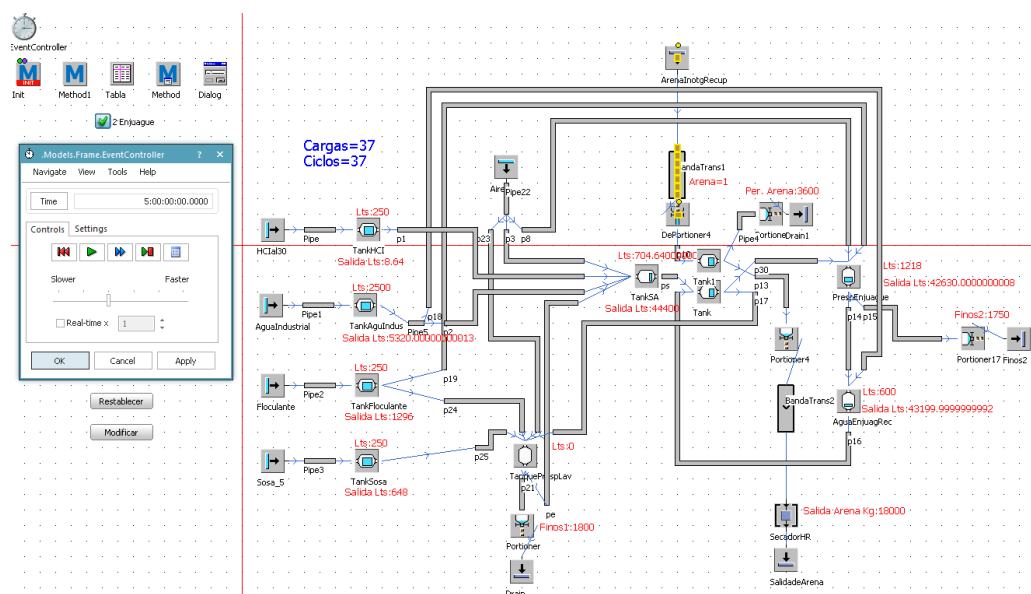 EventController
Init
Method1
Tabla
Method
Dialog
2 Enjuague
.Models.Frame.EventController
? ×
Navigate View Tools Help
Time
5:00:00:00.0000
Controls
Settings
Slower
Faster
Real-time x
1
OK
Cancel
Apply
Restablecer
Modificar
Cargas=37
Ciclos=37
ArenaInotgRecup
BandaTrans1
Arena=1
DePortioner4
Per. Arena:3600
Drain1
Pipe4
Aire
Pipe22
p23
p3
p8
HClal30
Pipe
Lts:250
TankHCl
Salida Lts:8.64
p1
AguaIndustrial
Pipe1
Lts:2500
TankAguIndus
Salida Lts:5320.00000000013
Pipe5
p18
p2
Floculante
Pipe2
Lts:250
TankFloculante
Salida Lts:1296
p19
p24
Sosa_5
Pipe3
Lts:250
TankSosa
Salida Lts:648
p25
TankSA
Salida Lts:44400
ps
Tank1
Tank
p30
p13
p17
Lts:1218
Salida Lts:42630.0000000008
p14
p15
Finos2:1750
Portioner17
Finos2
Portioner4
BandaTrans2
Lts:600
Salida Lts:43199.9999999992
AguaEnjuagRec
p16
Lts:0
p21
pe
Portioner
Finos1:1800
Drain
Salida Arena Kg:18000
SecadorHR
SalidadeArena